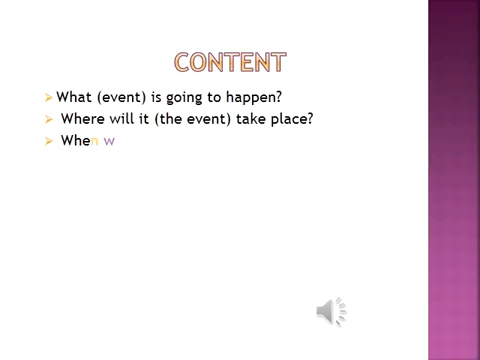 CONTENT
What (event) is going to happen?
Where will it (the event) take place?
When w